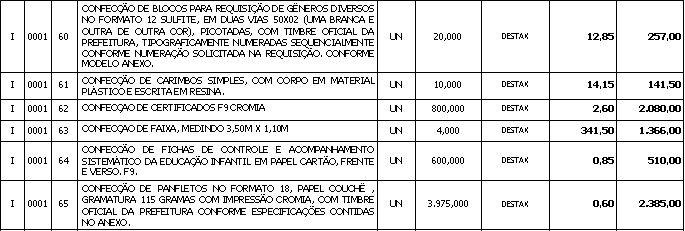 CONFECÇÃO DE BLOCOS PARA REQUISIÇÃO DE GÊNEROS DIVERSOS
NO FORMATO 12 SULFITE, EM DUAS VIAS 50X02 (UMA BRANCA E
OUTRA DE OUTRA COR), PICOTADAS, COM TIMBRE OFICIAL DA
I 0001 60 PREFEITURA, TIPOGRAFICAMENTE NUMERADAS SEQUENCIALMENTE UN 20,000 DESTAK 12,85 257,00
CONFORME NUMERAÇÃO SOLICITADA NA REQUISIÇÃO. CONFORME
MODELO ANEXO.
I 0001 61 CONFECÇÃO DE CARIMBOS SIMPLES, COM CORPO EM MATERIAL UN 10,000 DESTAK 14,15 141,50
PLÁSTICO E ESCRITA EM RESINA.
I 0001 62 CONFECÇAO DE CERTIFICADOS F9 CROMIA UN 800,000 DESTAK 2,60 2.080,00
I 0001 63 CONFECÇÃO DE FAIXA, MEDINDO 3,50M X 1,10M UN 4,000 DESTAK 341,50 1.366,00
CONFECÇÃO DE FICHAS DE CONTROLE E ACOMPANHAMENTO
I 0001 64 SISTEMÁTICO DA EDUCAÇÃO INFANTIL EM PAPEL CARTÃO, FRENTE UN 600,000 DESTAK 0,85 510,00
E VERSO. F9.
CONFECÇÃO DE PANFLETOS NO FORMATO 18, PAPEL COUCHÊ ,
I 0001 65 GRAMATURA 115 GRAMAS COM IMPRESSÃO CROMIA, COM TIMBRE UN 3.975,000 DESTAK 0,60 2.385,00
OFICIAL DA PREFEITURA CONFORME ESPECIFICAÇÕES CONTIDAS
NO ANEXO.